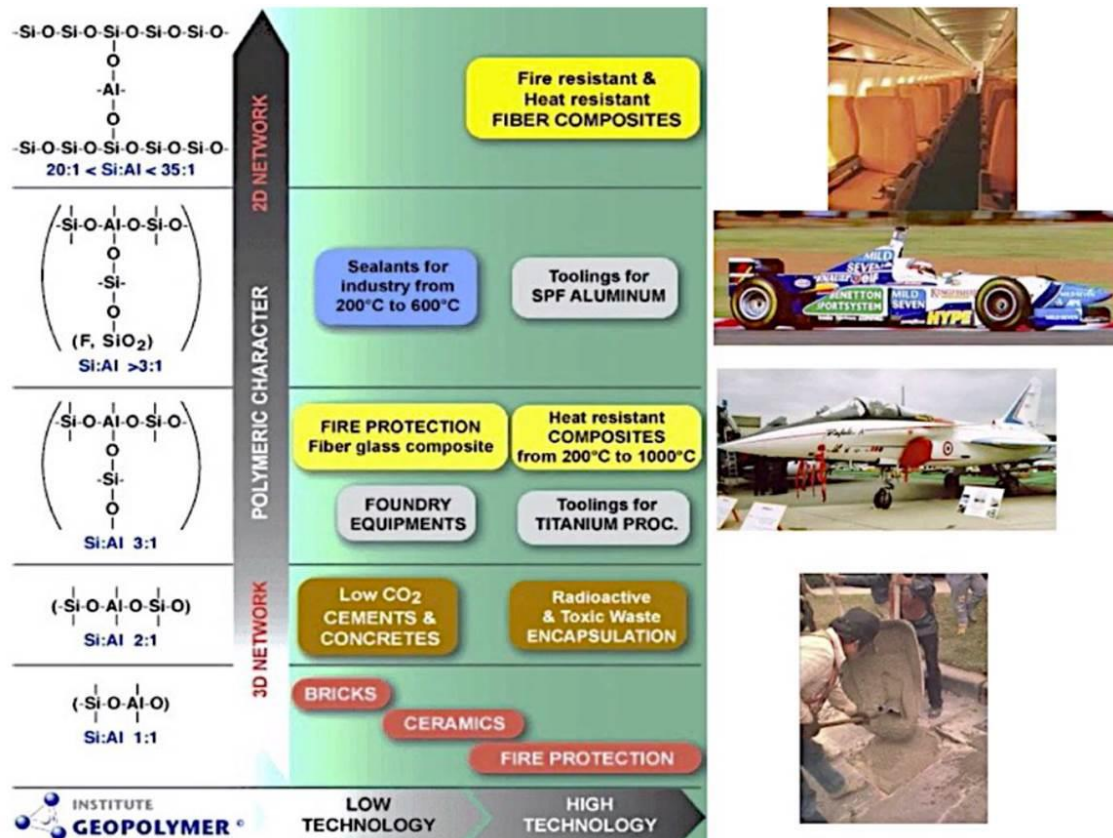 -Si-O-Si-O-Si-O-Si-O-Si-O-
O
-Al-
O
-Si-O-Si-O-Si-O-Si-O-Si-O-
20:1 < Si:Al < 35:1
-Si-O-Al-O-Si-O-
O
-Si-
O
(F, SiO2)
Si:Al >3:1
-Si-O-Al-O-Si-O-
O
-Si-
O
Si:Al 3:1
(-Si-O-Al-O-Si-O)
Si:Al 2:1
(-Si-O-Al-O)
Si:Al 1:1
2D NETWORK
POLYMERIC CHARACTER
3D NETWORK
Fire resistant &
Heat resistant
FIBER COMPOSITES
Sealants for
industry from
200°C to 600°C
Toolings for
SPF ALUMINUM
FIRE PROTECTION
Fiber glass composite
Heat resistant
COMPOSITES
from 200°C to 1000°C
FOUNDRY
EQUIPMENTS
Toolings for
TITANIUM PROC.
Low CO2
CEMENTS &
CONCRETES
Radioactive
& Toxic Waste
ENCAPSULATION
BRICKS
CERAMICS
FIRE PROTECTION
INSTITUTE
GEOPOLYMER ©
LOW
TECHNOLOGY
HIGH
TECHNOLOGY
MILD
SEVEN
elf
BENETTON
SPORTSYSTEM
MILD
SEVEN
HYPE
MILD SEVEN